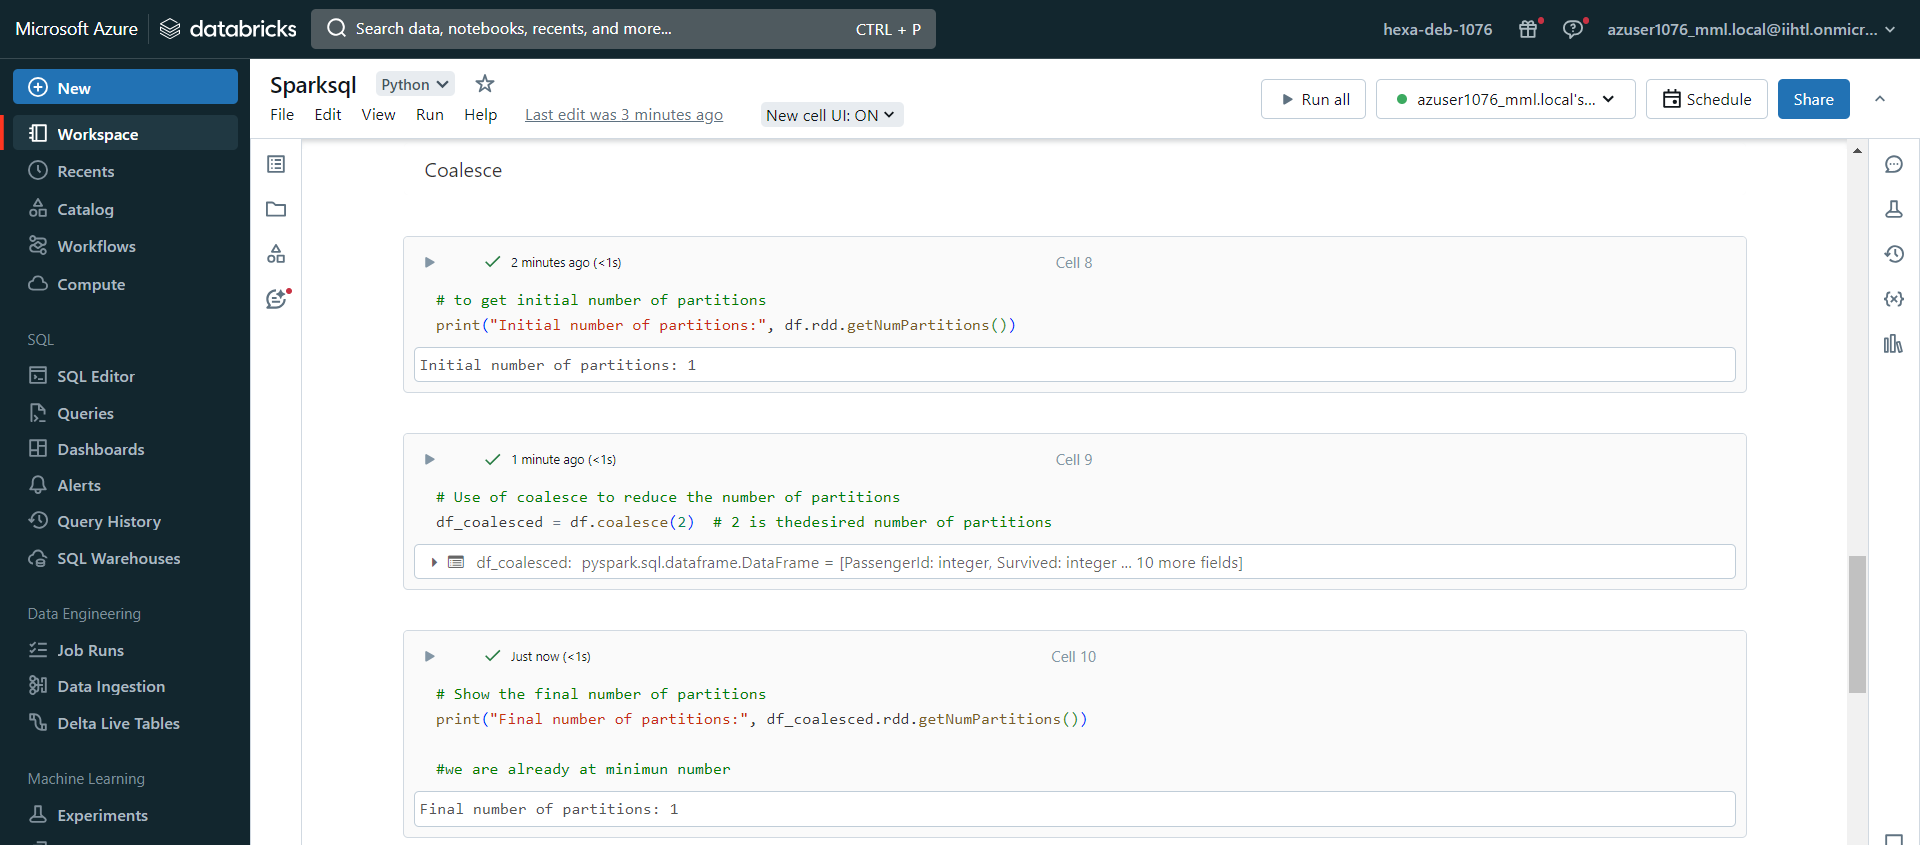 Microsoft Azure
databricks
Search data, notebooks, recents, and more...
CTRL + P
hexa-deb-1076
azuser1076_mml.local@iihtl.onmicr...
New
Workspace
Recents
Catalog
Workflows
Compute
SQL
SQL Editor
Queries
Dashboards
Alerts
Query History
SQL Warehouses
Data Engineering
Job Runs
Data Ingestion
Delta Live Tables
Machine Learning
Experiments
Sparksql
Python
File Edit View Run Help Last edit was 3 minutes ago
New cell UI: ON
Run all
azuser1076_mml.local's...
Schedule
Share
Coalesce
2 minutes ago (<1s)
Cell 8
# to get initial number of partitions
print("Initial number of partitions:", df.rdd.getNumPartitions())
Initial number of partitions: 1
1 minute ago (<1s)
Cell 9
# Use of coalesce to reduce the number of partitions
df_coalesced = df.coalesce(2)  # 2 is thedesired number of partitions
df_coalesced: pyspark.sql.dataframe.DataFrame = [PassengerId: integer, Survived: integer ... 10 more fields]
Just now (<1s)
Cell 10
# Show the final number of partitions
print("Final number of partitions:", df_coalesced.rdd.getNumPartitions())
#we are already at minimun number
Final number of partitions: 1